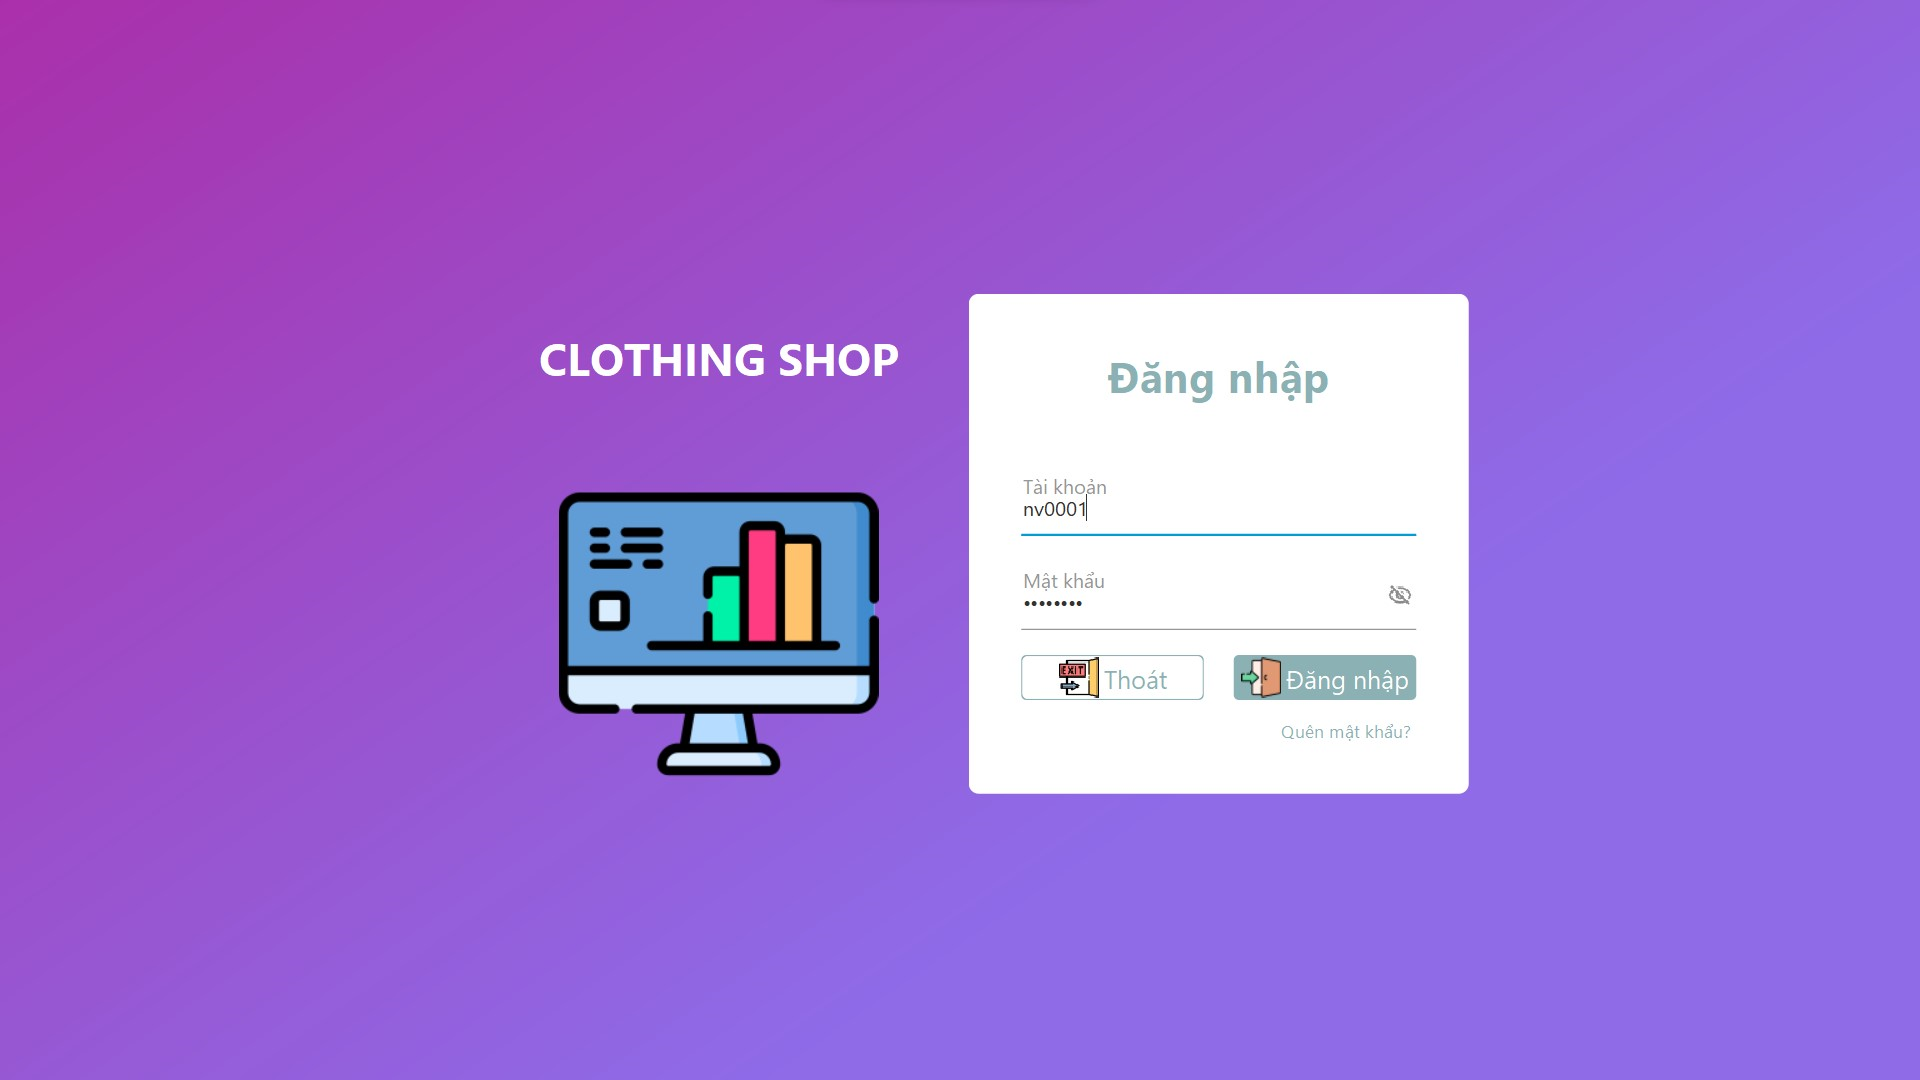 CLOTHING SHOP
Đăng nhập
Tài khoản
nv0001
Mật khẩu
••••••••
EXIT
Thoát
Đăng nhập
Quên mật khẩu?